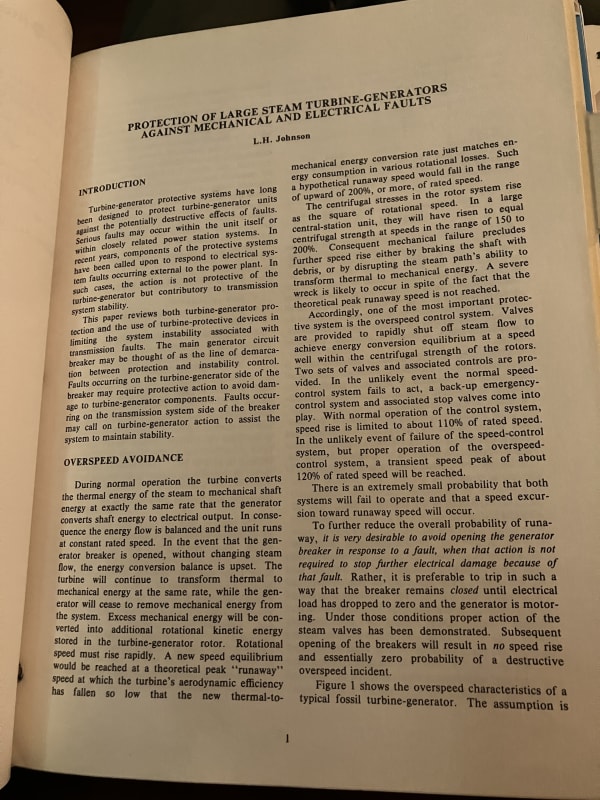 PROTECTION OF LARGE STEAM TURBINE-GENERATORS
AGAINST MECHANICAL AND ELECTRICAL FAULTS
L.H. Johnson
INTRODUCTION
Turbine-generator protective systems have long
been designed to protect turbine-generator units
against the potentially destructive effects of faults.
Serious faults may occur within the unit itself or
within closely related power station systems. In
recent years, components of the protective systems
have been called upon to respond to electrical sys-
tem faults occurring external to the power plant. In
such cases, the action is not protective of the
turbine-generator but contributory to transmission
system stability.
This paper reviews both turbine-generator pro-
tection and the use of turbine-protective devices in
limiting the system instability associated with
transmission faults. The main generator circuit
breaker may be thought of as the line of demarca-
tion between protection and instability control.
Faults occurring on the turbine-generator side of the
breaker may require protective action to avoid dam-
age to turbine-generator components. Faults occur-
ring on the transmission system side of the breaker
may call on turbine-generator action to assist the
system to maintain stability.
OVERSPEED AVOIDANCE
During normal operation the turbine converts
the thermal energy of the steam to mechanical shaft
energy at exactly the same rate that the generator
converts shaft energy to electrical output. In conse-
quence the energy flow is balanced and the unit runs
at constant rated speed. In the event that the gen-
erator breaker is opened, without changing steam
flow, the energy conversion balance is upset. The
turbine will continue to transform thermal to
mechanical energy at the same rate, while the gen-
erator will cease to remove mechanical energy from
the system. Excess mechanical energy will be con-
verted into additional rotational kinetic energy
stored in the turbine-generator rotor. Rotational
speed must rise rapidly. A new speed equilibrium
would be reached at a theoretical peak "runaway"
speed at which the turbine's aerodynamic efficiency
has fallen so low that the new thermal-to-
mechanical energy conversion rate just matches en-
ergy consumption in various rotational losses. Such
a hypothetical runaway speed would fall in the range
of upward of 200%, or more, of rated speed.
The centrifugal stresses in the rotor system rise
as the square of rotational speed. In a large
central-station unit, they will have risen to equal
centrifugal strength at speeds in the range of 150 to
200%. Consequent mechanical failure precludes
further speed rise either by braking the shaft with
debris, or by disrupting the steam path's ability to
transform thermal to mechanical energy. A severe
wreck is likely to occur in spite of the fact that the
theoretical peak runaway speed is not reached.
Accordingly, one of the most important protec-
tive system is the overspeed control system. Valves
are provided to rapidly shut off steam flow to
achieve energy conversion equilibrium at a speed
well within the centrifugal strength of the rotors.
Two sets of valves and associated controls are pro-
vided. In the unlikely event the normal speed-
control system fails to act, a back-up emergency-
control system and associated stop valves come into
play. With normal operation of the control system,
speed rise is limited to about 110% of rated speed.
In the unlikely event of failure of the speed-control
system, but proper operation of the overspeed-
control system, a transient speed peak of about
120% of rated speed will be reached.
There is an extremely small probability that both
systems will fail to operate and that a speed excur-
sion toward runaway speed will occur.
To further reduce the overall probability of runa-
way, it is very desirable to avoid opening the generator
breaker in response to a fault, when that action is not
required to stop further electrical damage because of
that fault. Rather, it is preferable to trip in such a
way that the breaker remains closed until electrical
load has dropped to zero and the generator is motor-
ing. Under those conditions proper action of the
steam valves has been demonstrated. Subsequent
opening of the breakers will result in no speed rise
and essentially zero probability of a destructive
overspeed incident.
Figure 1 shows the overspeed characteristics of a
typical fossil turbine-generator. The assumption is
1